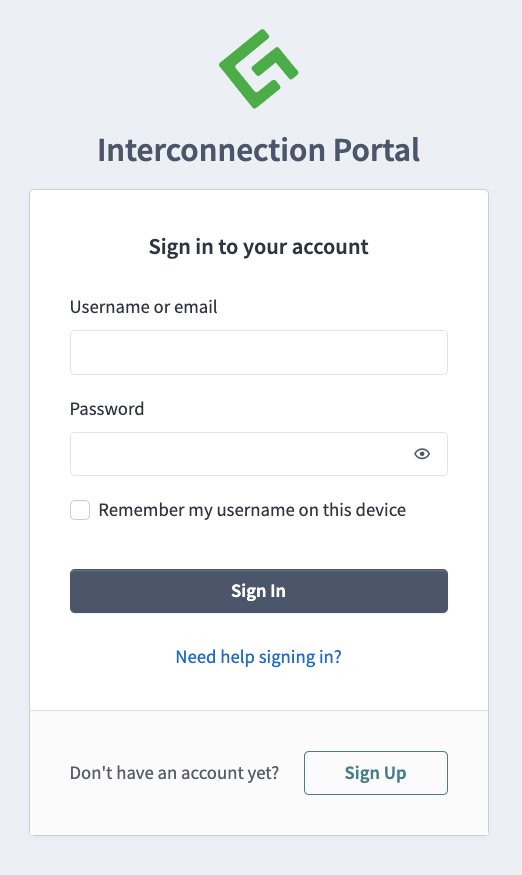 Interconnection Portal
Sign in to your account
Username or email
Password
Remember my username on this device
Sign In
Need help signing in?
Don't have an account yet?
Sign Up